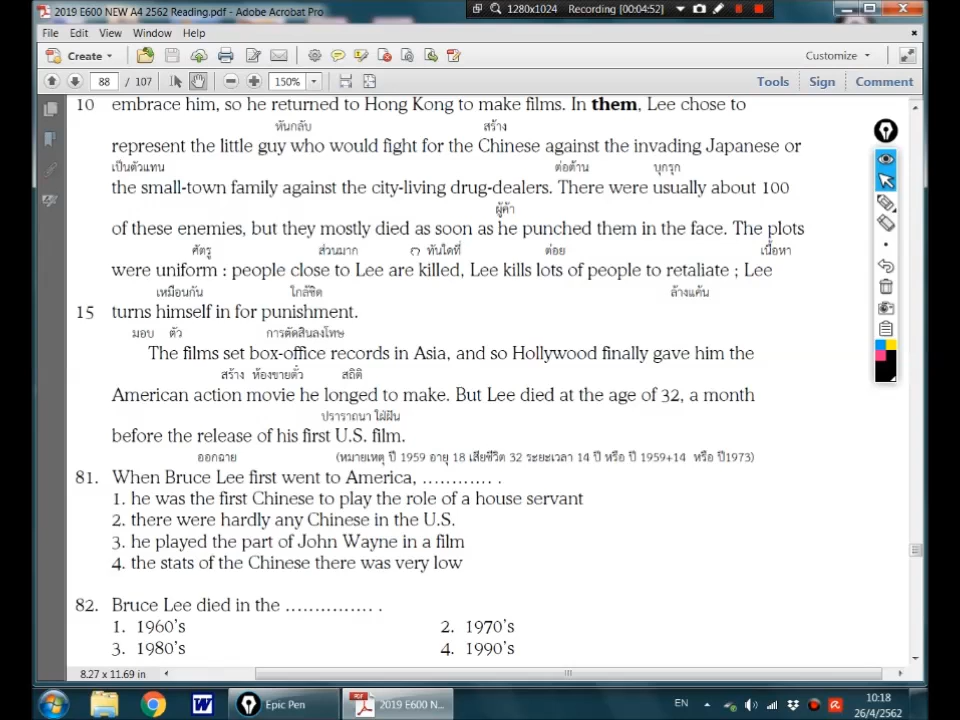 2019 E600 NEW A4 2562 Reading.pdf - Adobe Acrobat Pro
1280x1024 Recording [00:04:52]
File Edit View Window Help
Create Customize
88 / 107 150% Tools Sign Comment
10 embrace him, so he returned to Hong Kong to make films. In them, Lee chose to
หันกลับ สร้าง
represent the little guy who would fight for the Chinese against the invading Japanese or
เป็นตัวแทน ต่อต้าน บุกรุก
the small-town family against the city-living drug-dealers. There were usually about 100
ผู้ค้า
of these enemies, but they mostly died as soon as he punched them in the face. The plots
ศัตรู ส่วนมาก ทันใดที่ ต่อย เนื้อหา
were uniform : people close to Lee are killed, Lee kills lots of people to retaliate ; Lee
เหมือนกัน ใกล้ชิด ล้างแค้น
15 turns himself in for punishment.
มอบ ตัว การตัดสินลงโทษ
The films set box-office records in Asia, and so Hollywood finally gave him the
สร้าง ห้องขายตั๋ว สถิติ
American action movie he longed to make. But Lee died at the age of 32, a month
ปรารถนา ใฝ่ฝัน
before the release of his first U.S. film.
ออกฉาย (หมายเหตุ ปี 1959 อายุ 18 เสียชีวิต 32 ระยะเวลา 14 ปี หรือ ปี 1959+14 หรือ ปี1973)
81. When Bruce Lee first went to America, ………… .
1. he was the first Chinese to play the role of a house servant
2. there were hardly any Chinese in the U.S.
3. he played the part of John Wayne in a film
4. the stats of the Chinese there was very low
82. Bruce Lee died in the …………… .
1. 1960's 2. 1970's
3. 1980's 4. 1990's
8.27 x 11.69 in
Epic Pen 2019 E600 N... EN 10:18
26/4/2562